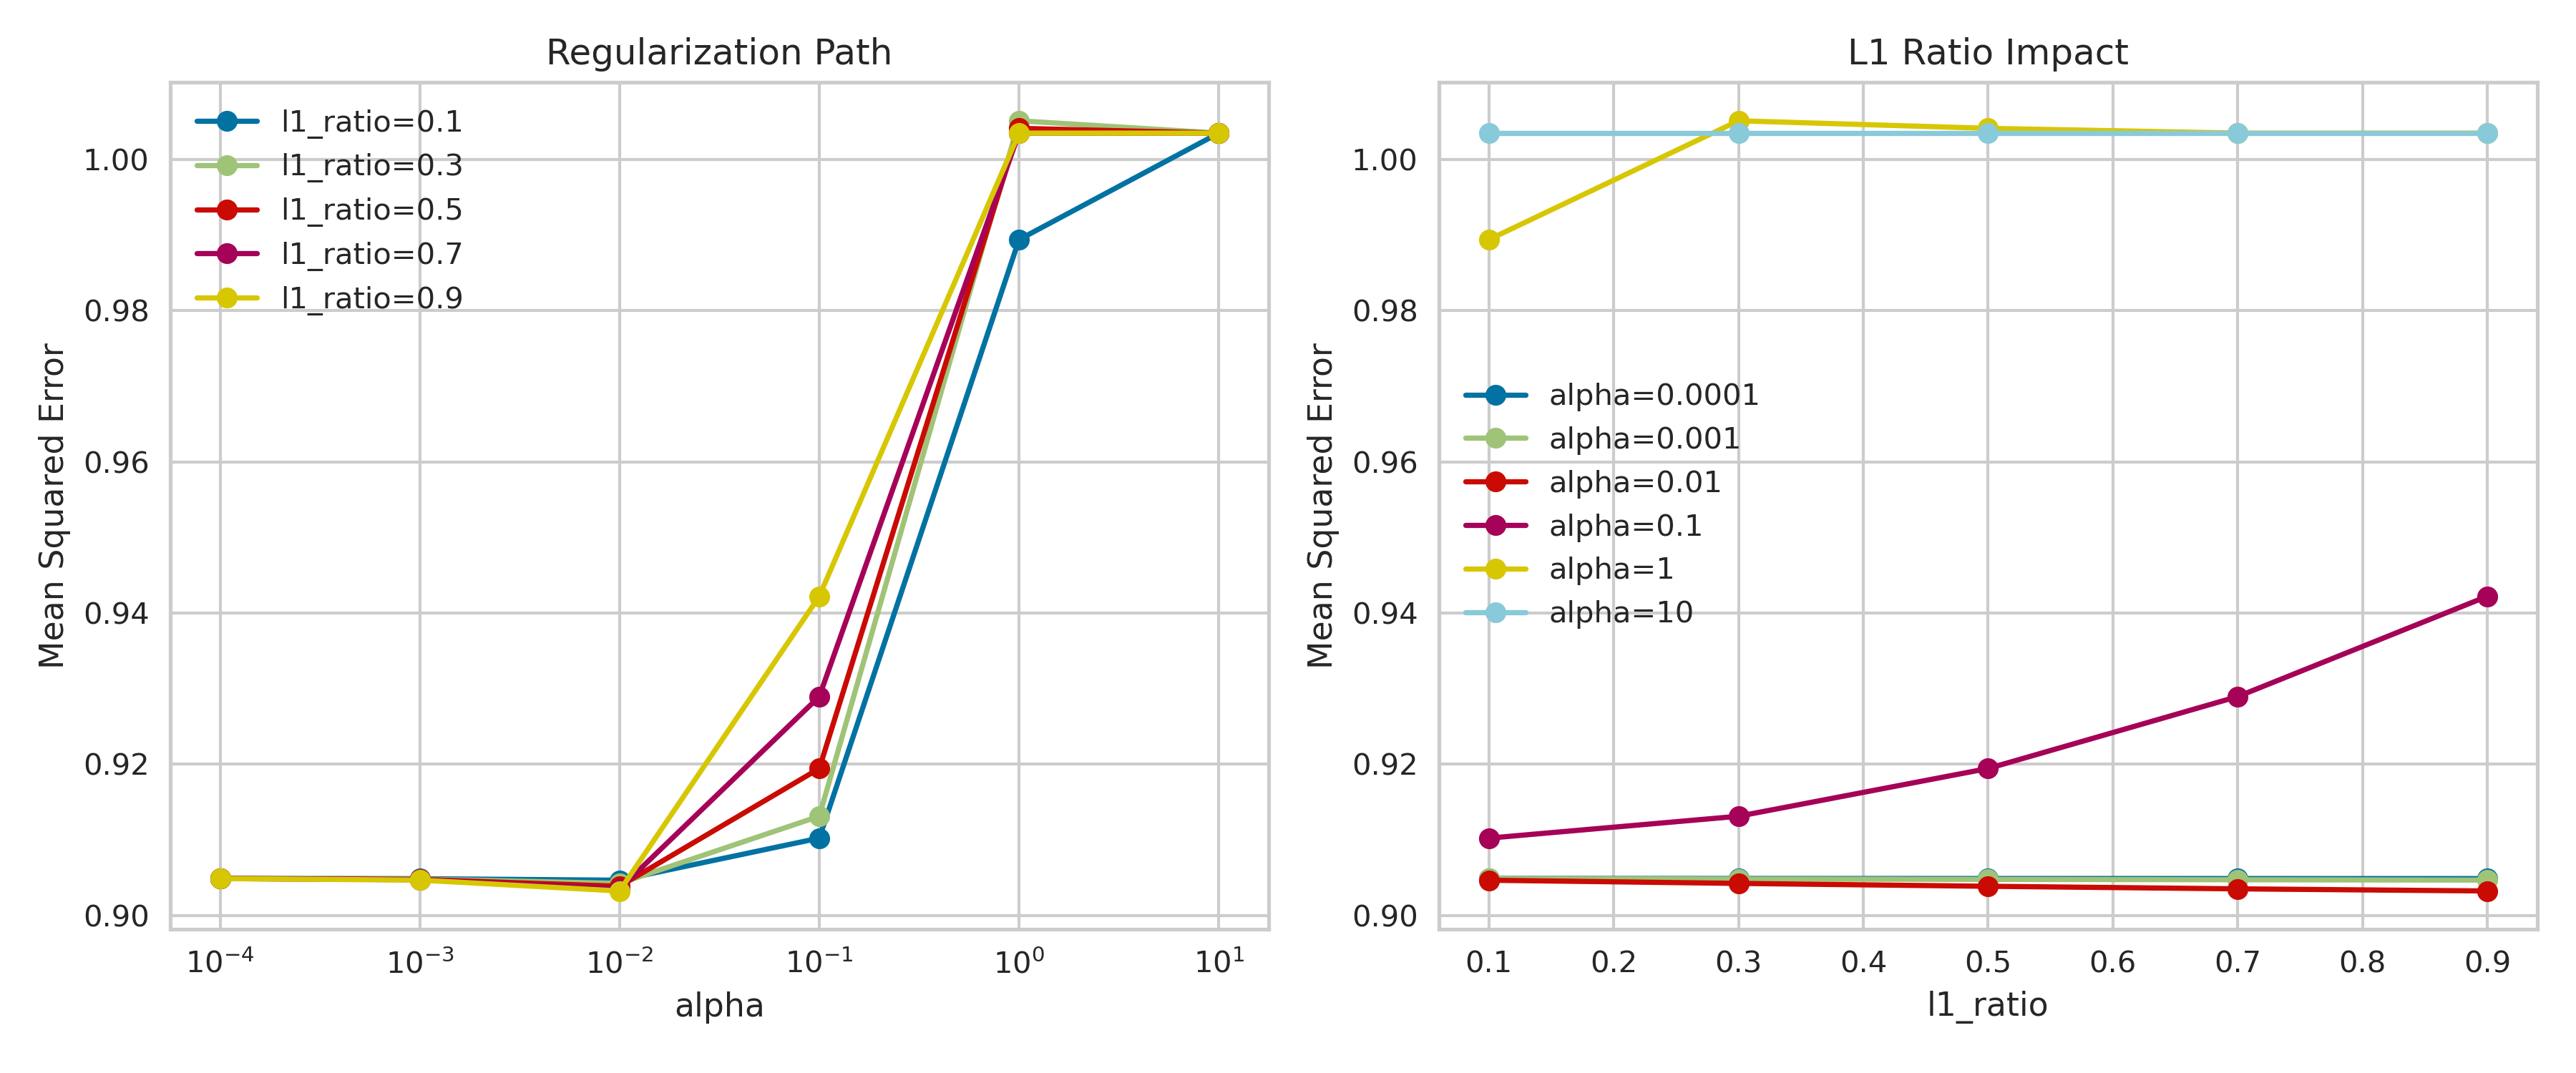 Regularization Path
l1_ratio=0.1
l1_ratio=0.3
l1_ratio=0.5
l1_ratio=0.7
l1_ratio=0.9
1.00
0.98
0.96
0.94
0.92
0.90
Mean Squared Error
10⁻⁴
10⁻³
10⁻²
10⁻¹
10⁰
10¹
alpha
L1 Ratio Impact
1.00
0.98
0.96
0.94
0.92
0.90
Mean Squared Error
alpha=0.0001
alpha=0.001
alpha=0.01
alpha=0.1
alpha=1
alpha=10
0.1
0.2
0.3
0.4
0.5
0.6
0.7
0.8
0.9
l1_ratio